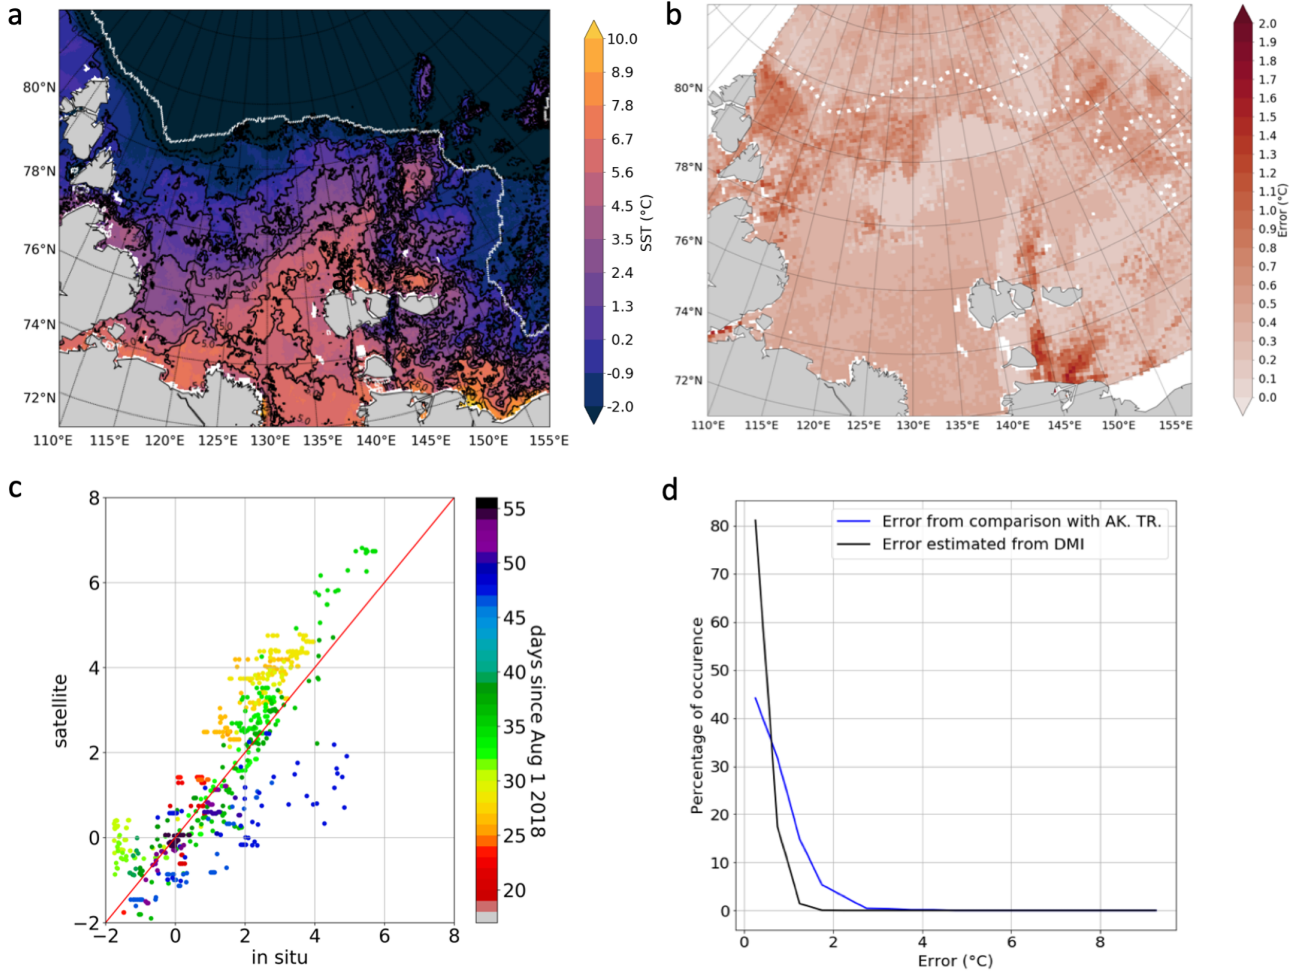 a
80°N
78°N
76°N
74°N
72°N
110°E
115°E
120°E
125°E
130°E
135°E
140°E
145°E
150°E
155°E
10.0
8.9
7.8
6.7
5.6
4.5
3.5
2.4
1.3
0.2
-0.9
-2.0
SST (°C)
b
80°N
78°N
76°N
74°N
72°N
110°E
115°E
120°E
125°E
130°E
135°E
140°E
145°E
150°E
155°E
2.0
1.9
1.8
1.7
1.6
1.5
1.4
1.3
1.2
1.1
1.0
0.9
0.8
0.7
0.6
0.5
0.4
0.3
0.2
0.1
0.0
Error (°C)
c
8
6
4
2
0
−2
−2
0
2
4
6
8
satellite
in situ
55
50
45
40
35
30
25
20
days since Aug 1 2018
d
Error from comparison with AK. TR.
Error estimated from DMI
80
70
60
50
40
30
20
10
0
0
2
4
6
8
Percentage of occurence
Error (°C)